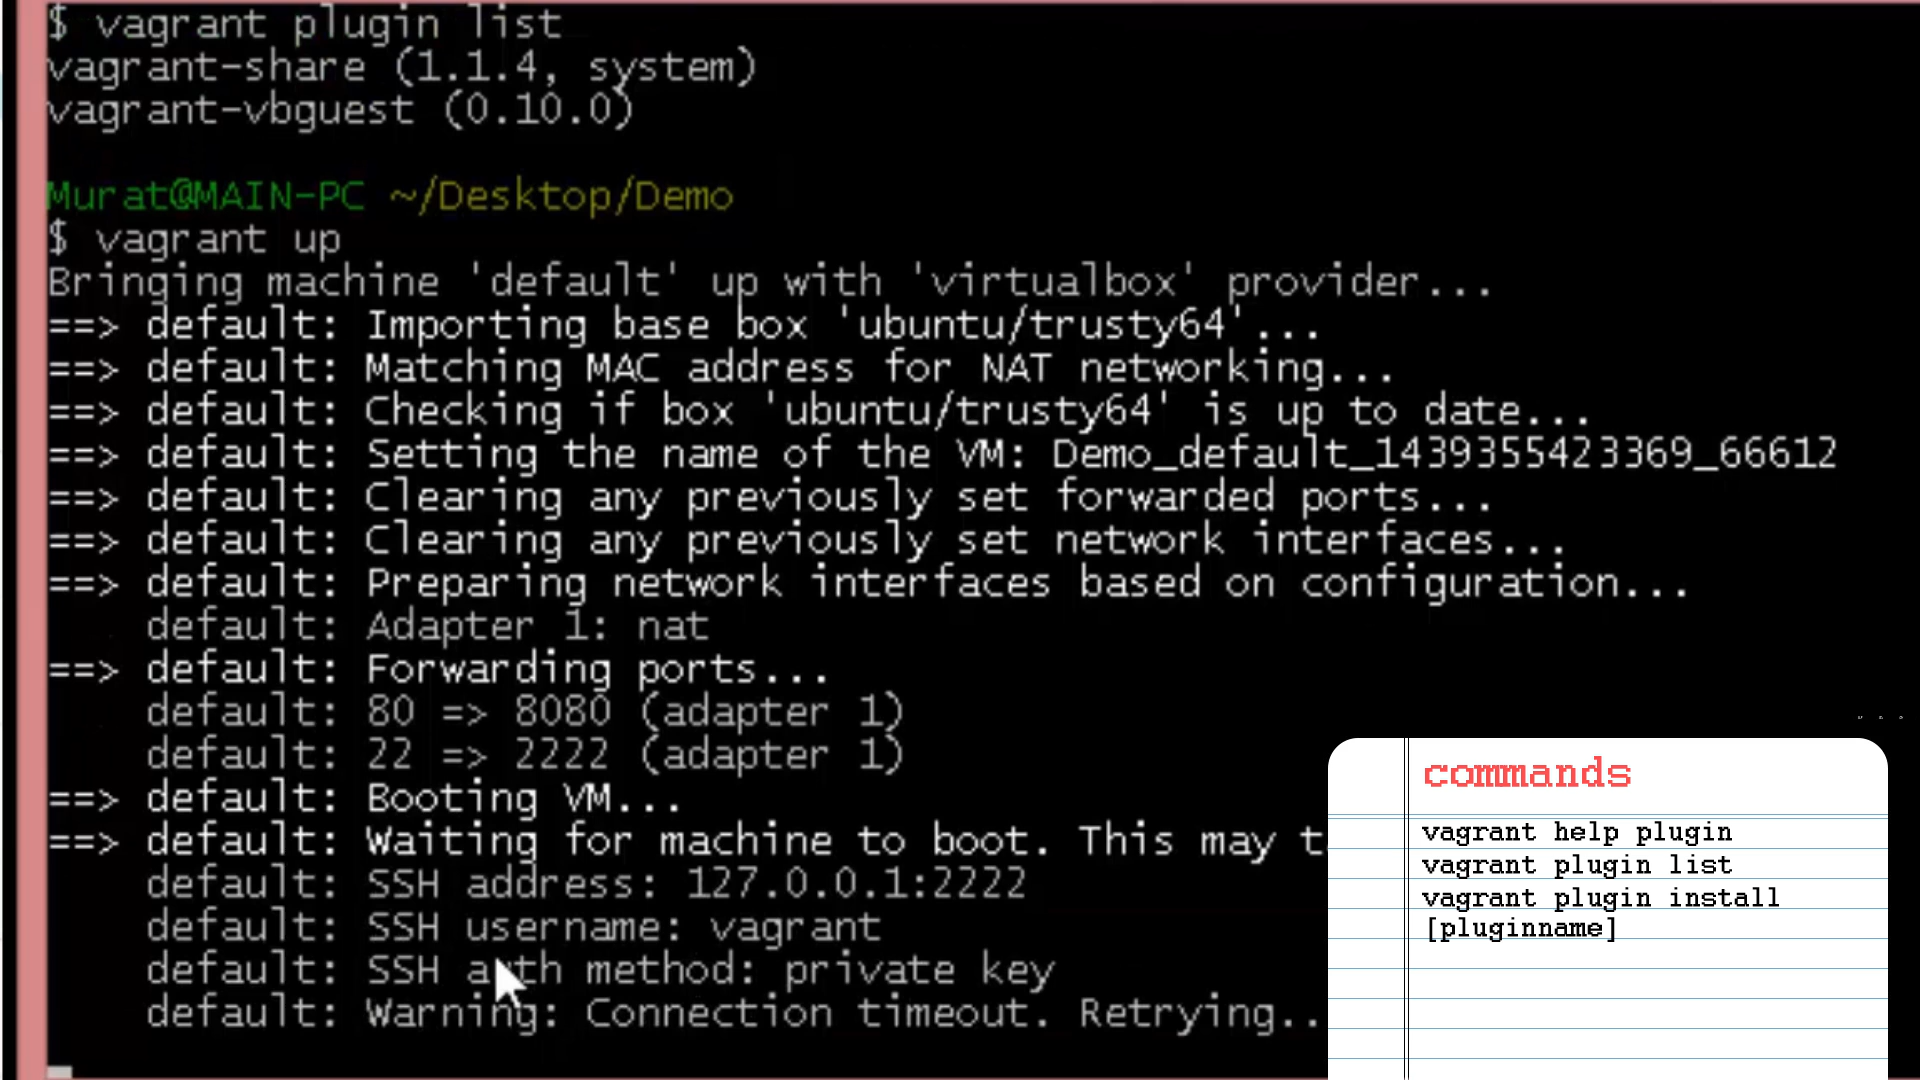 $ vagrant plugin list
vagrant-share (1.1.4, system)
vagrant-vbguest (0.10.0)
Murat@MAIN-PC ~/Desktop/Demo
$ vagrant up
Bringing machine 'default' up with 'virtualbox' provider...
==> default: Importing base box 'ubuntu/trusty64'...
==> default: Matching MAC address for NAT networking...
==> default: Checking if box 'ubuntu/trusty64' is up to date...
==> default: Setting the name of the VM: Demo_default_1439355423369_66612
==> default: Clearing any previously set forwarded ports...
==> default: Clearing any previously set network interfaces...
==> default: Preparing network interfaces based on configuration...
default: Adapter 1: nat
==> default: Forwarding ports...
default: 80 => 8080 (adapter 1)
default: 22 => 2222 (adapter 1)
==> default: Booting VM...
==> default: Waiting for machine to boot. This may t
default: SSH address: 127.0.0.1:2222
default: SSH username: vagrant
default: SSH auth method: private key
default: Warning: Connection timeout. Retrying..
commands
vagrant help plugin
vagrant plugin list
vagrant plugin install
[pluginname]